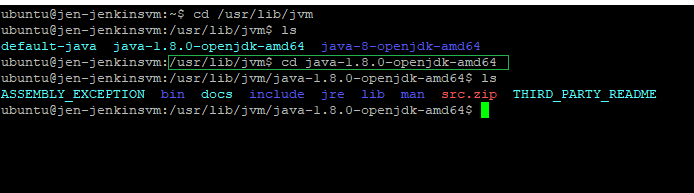 ubuntu@jen-jenkinsvm:~$ cd /usr/lib/jvm
ubuntu@jen-jenkinsvm:/usr/lib/jvm$ ls
default-java  java-1.8.0-openjdk-amd64  java-8-openjdk-amd64
ubuntu@jen-jenkinsvm:/usr/lib/jvm$ cd java-1.8.0-openjdk-amd64
ubuntu@jen-jenkinsvm:/usr/lib/jvm/java-1.8.0-openjdk-amd64$ ls
ASSEMBLY_EXCEPTION  bin  docs  include  jre  lib  man  src.zip  THIRD_PARTY_README
ubuntu@jen-jenkinsvm:/usr/lib/jvm/java-1.8.0-openjdk-amd64$